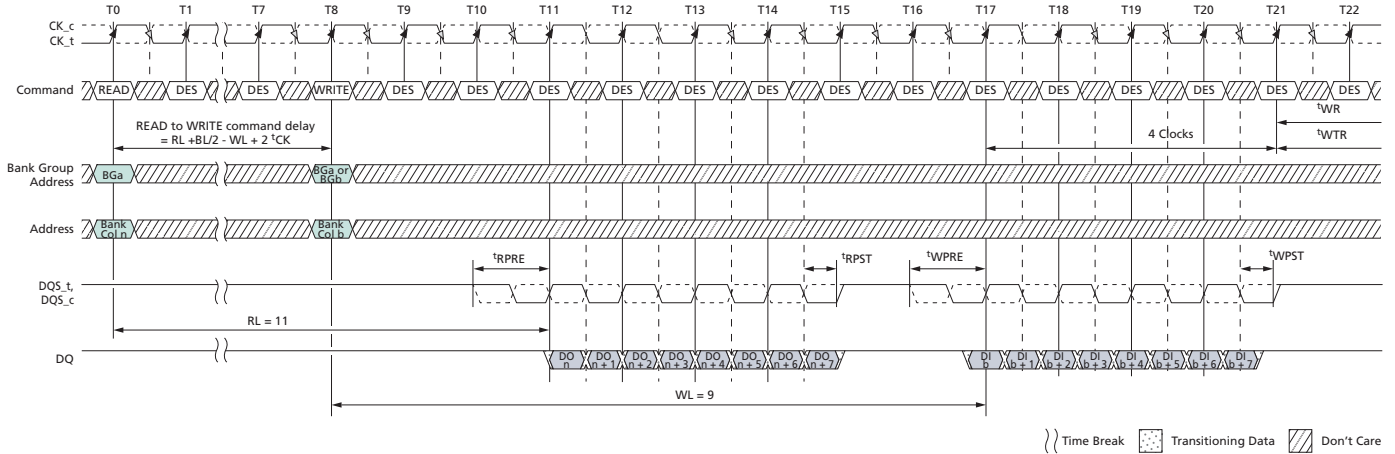 T0 T1 T7 T8 T9 T10 T11 T12 T13 T14 T15 T16 T17 T18 T19 T20 T21 T22
CK_c
CK_t
Command READ DES DES WRITE DES DES DES DES DES DES DES DES DES DES DES DES DES DES
tWR
READ to WRITE command delay
= RL +BL/2 - WL + 2 tCK
4 Clocks tWTR
Bank Group
Address
BGa
BGa or
BGb
Address
Bank
Col n
Bank
Col b
tRPRE tRPST tWPRE tWPST
DQS_t,
DQS_c
RL = 11
DQ
DO
n
DO
n + 1
DO
n + 2
DO
n + 3
DO
n + 4
DO
n + 5
DO
n + 6
DO
n + 7
DI
b
DI
b + 1
DI
b + 2
DI
b + 3
DI
b + 4
DI
b + 5
DI
b + 6
DI
b + 7
WL = 9
Time Break Transitioning Data Don't Care